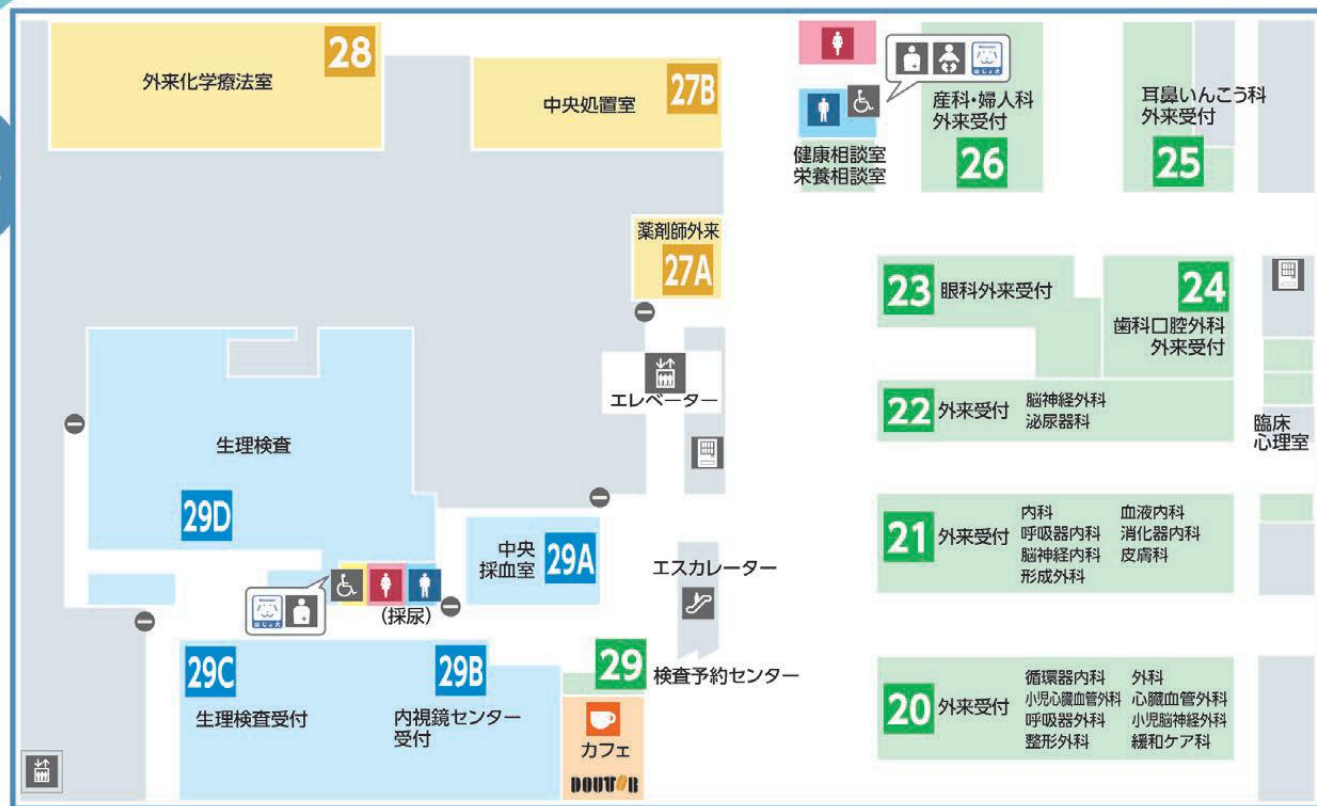 28
外来化学療法室
27B
中央処置室
健康相談室
栄養相談室
産科・婦人科
外来受付
26
耳鼻いんこう科
外来受付
25
薬剤師外来
27A
23
眼科外来受付
24
歯科口腔外科
外来受付
エレベーター
22
外来受付
脳神経外科
泌尿器科
臨床
心理室
生理検査
29D
中央
採血室
29A
21
外来受付
内科
血液内科
呼吸器内科
消化器内科
脳神経内科
皮膚科
形成外科
エスカレーター
(採尿)
29C
生理検査受付
29B
内視鏡センター
受付
29
検査予約センター
カフェ
DOUTOR
20
外来受付
循環器内科
外科
小児心臓血管外科
心臓血管外科
呼吸器外科
小児脳神経外科
整形外科
緩和ケア科